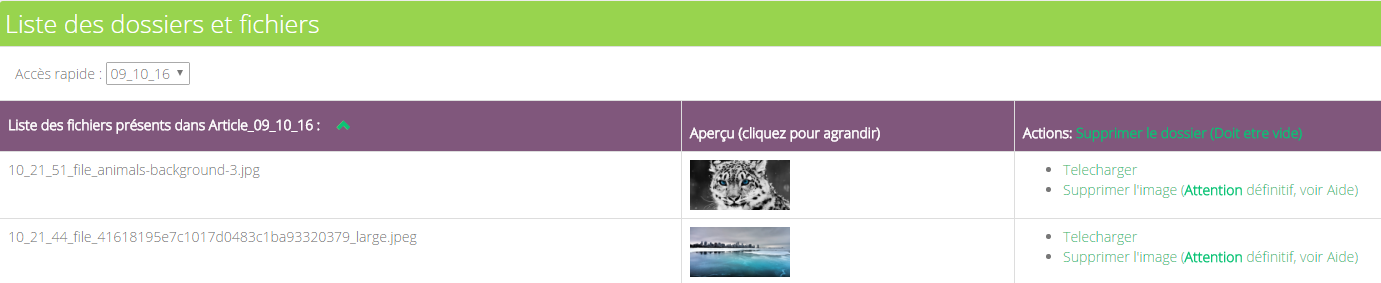 Liste des dossiers et fichiers
Accès rapide : 09_10_16
Liste des fichiers présents dans Article_09_10_16 :
Aperçu (cliquez pour agrandir)
Actions: Supprimer le dossier (Doit etre vide)
10_21_51_file_animals-background-3.jpg
Telecharger
Supprimer l'image (Attention définitif, voir Aide)
10_21_44_file_41618195e7c1017d0483c1ba93320379_large.jpeg
Telecharger
Supprimer l'image (Attention définitif, voir Aide)